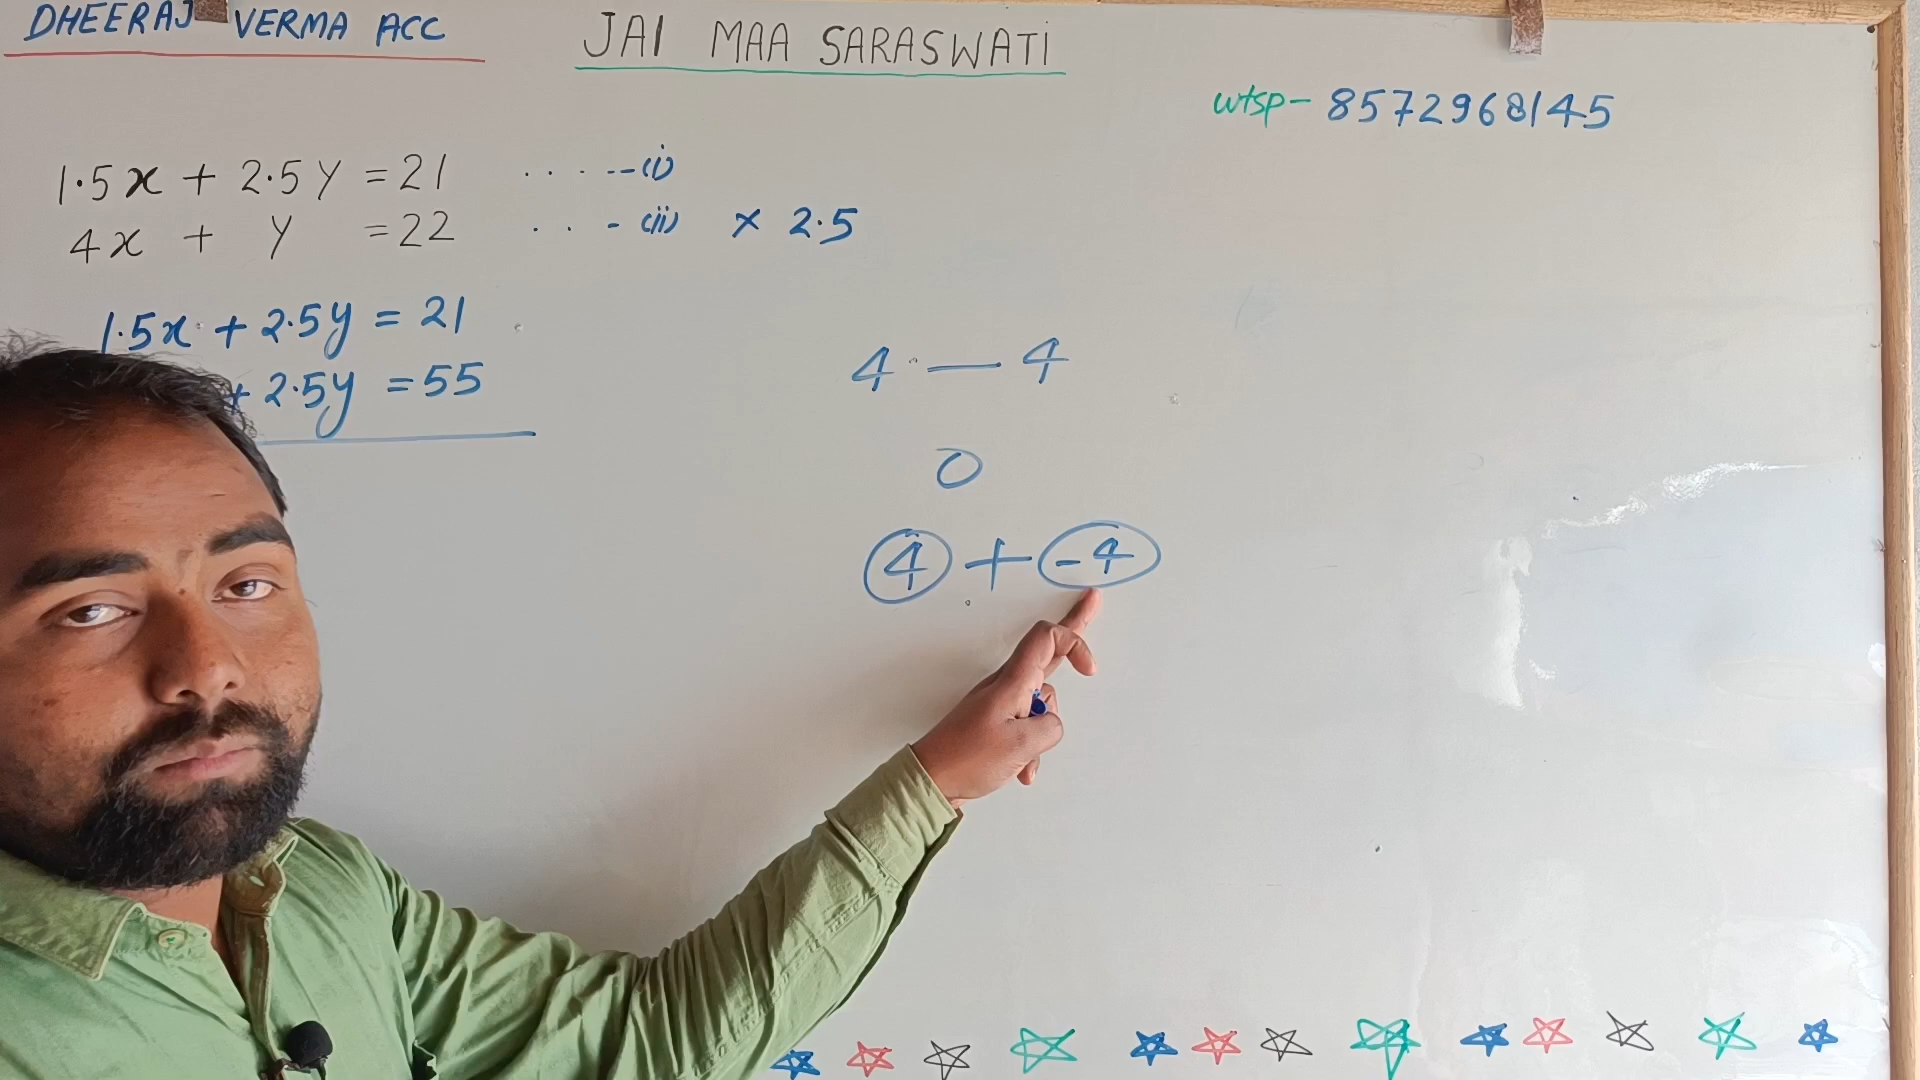 DHEERAJ VERMA ACC
JAI MAA SARASWATI
wtsp- 8572968145
1.5x + 2.5y = 21 .....--(i)
4x + y = 22 ...-(ii) × 2.5
1.5x + 2.5y = 21
+ 2.5y = 55
4 — 4
0
4 + -4